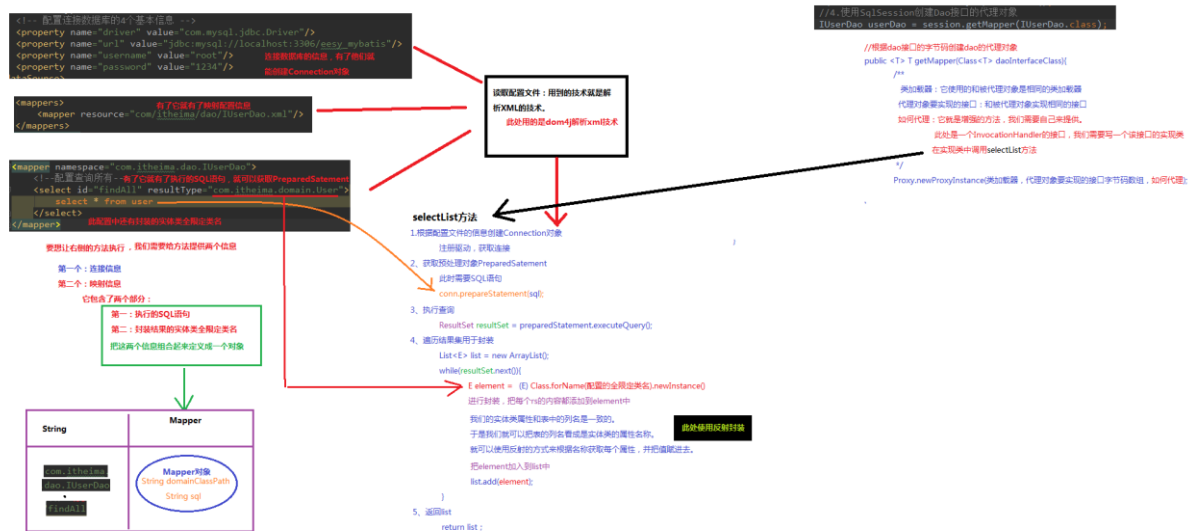 <!-- 配置连接数据库的4个基本信息 -->
<property name="driver" value="com.mysql.jdbc.Driver"/>
<property name="url" value="jdbc:mysql://localhost:3306/eesy_mybatis"/>
<property name="username" value="root"/>
<property name="password" value="1234"/>
连接数据库的信息，有了他们就
能创建Connection对象
ataSource>
<mappers>
有了它就有了映射配置信息
<mapper resource="com/itheima/dao/IUserDao.xml"/>
</mappers>
<mapper namespace="com.itheima.dao.IUserDao">
<!--配置查询所有--
有了它就有了执行的SQL语句，就可以获取PreparedStatement
<select id="findAll" resultType="com.itheima.domain.User">
select * from user
</select>
此配置中还有封装的实体类全限定类名
</mapper>
要想让右侧的方法执行，我们需要给方法提供两个信息
第一个：连接信息
第二个：映射信息
它包含了两个部分：
第一：执行的SQL语句
第二：封装结果的实体类全限定类名
把这两个信息组合起来定义成一个对象
String
Mapper
com.itheima.
dao.IUserDao
.
findAll
Mapper对象
String domainClassPath
String sql
读取配置文件：用到的技术就是解
析XML的技术。
此处用的是dom4j解析xml技术
selectList方法
1.根据配置文件的信息创建Connection对象
注册驱动，获取连接
2、获取预处理对象PreparedSatement
此时需要SQL语句
conn.prepareStatement(sql);
3、执行查询
ResultSet resultSet = preparedStatement.executeQuery();
4、遍历结果集用于封装
List<E> list = new ArrayList();
while(resultSet.next()){
E element = (E) Class.forName(配置的全限定类名).newInstance()
进行封装，把每个rs的内容都添加到element中
我们的实体类属性和表中的列名是一致的。
于是我们就可以把表的列名看成是实体类的属性名称。
就可以使用反射的方式来根据名称获取每个属性，并把值赋进去。
此处使用反射封装
把element加入到list中
list.add(element);
}
5、返回list
return list ;
//4.使用SqlSession创建Dao接口的代理对象
IUserDao userDao = session.getMapper(IUserDao.class);
//根据dao接口的字节码创建dao的代理对象
public <T> T getMapper(Class<T> daoInterfaceClass){
/**
类加载器：它使用的和被代理对象是相同的类加载器
代理对象要实现的接口：和被代理对象实现相同的接口
如何代理：它就是增强的方法，我们需要自己来提供。
此处是一个InvocationHandler的接口，我们需要写一个该接口的实现类
在实现类中调用selectList方法
*/
Proxy.newProxyInstance(类加载器，代理对象要实现的接口字节码数组，如何代理);
、
/